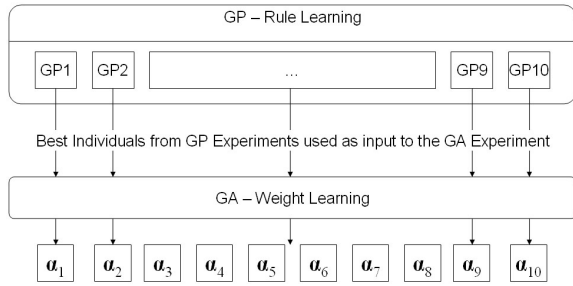 GP – Rule Learning
GP1 GP2 ... GP9 GP10
Best Individuals from GP Experiments used as input to the GA Experiment
GA – Weight Learning
α1 α2 α3 α4 α5 α6 α7 α8 α9 α10